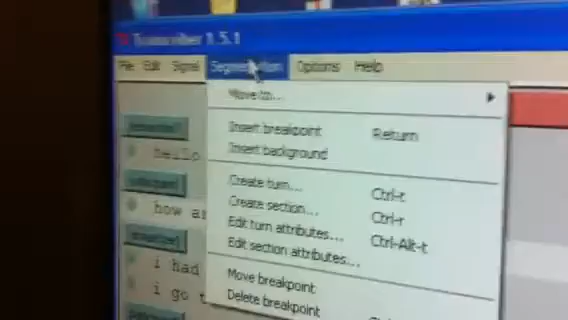 Transcriber 1.5.1
File Edit Signal Segmentation Options Help
Move to...
Insert breakpoint Return
Insert background
Create turn... Ctrl-t
Create section... Ctrl-r
Edit turn attributes... Ctrl-Alt-t
Edit section attributes...
Move breakpoint
Delete breakpoint
hello
how
i had
i go